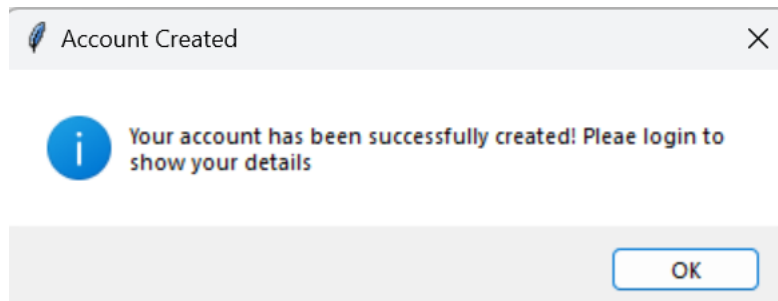 Account Created
Your account has been successfully created! Pleae login to
show your details
OK